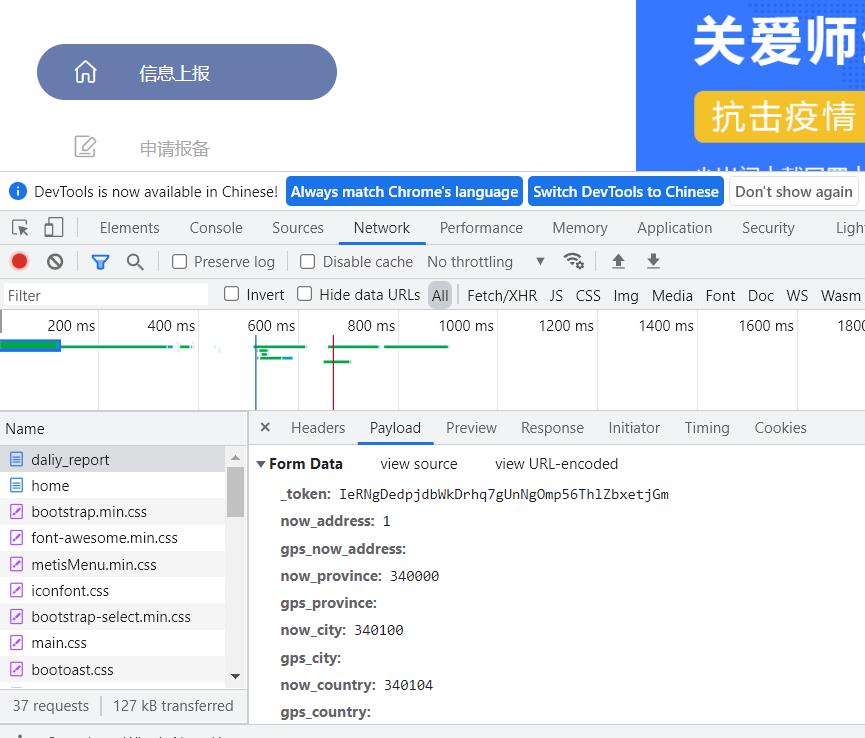 关爱师
信息上报
抗击疫情
申请报备
DevTools is now available in Chinese! Always match Chrome's language Switch DevTools to Chinese Don't show again
Elements Console Sources Network Performance Memory Application Security Ligh
Preserve log Disable cache No throttling
Filter Invert Hide data URLs All Fetch/XHR JS CSS Img Media Font Doc WS Wasm
200 ms 400 ms 600 ms 800 ms 1000 ms 1200 ms 1400 ms 1600 ms 1800
Name
Headers Payload Preview Response Initiator Timing Cookies
daliy_report
home
bootstrap.min.css
font-awesome.min.css
metisMenu.min.css
iconfont.css
bootstrap-select.min.css
main.css
bootoast.css
37 requests 127 kB transferred
Form Data view source view URL-encoded
_token: IeRNgDedpjdbWkDrhq7gUnNgOmp56ThlZbxetjGm
now_address: 1
gps_now_address:
now_province: 340000
gps_province:
now_city: 340100
gps_city:
now_country: 340104
gps_country: